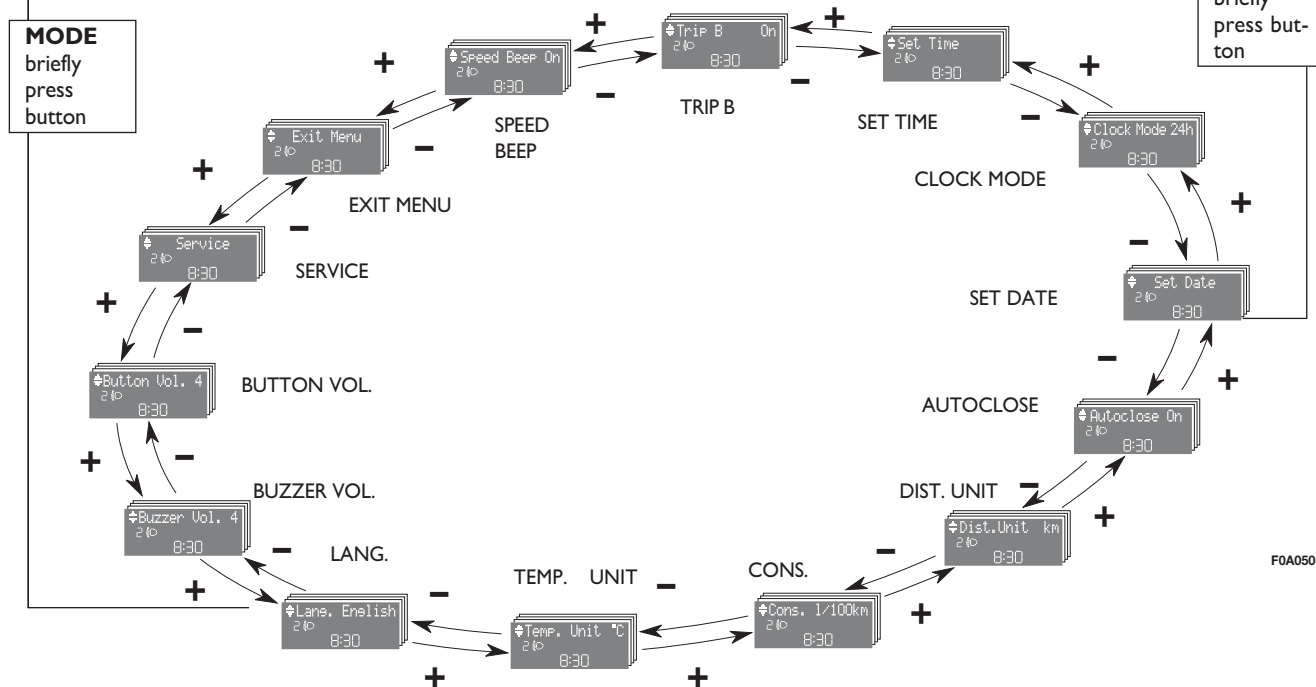 MODE
briefly
press
button
briefly
press but-
ton
Speed Beep On
8:30
SPEED
BEEP
Trip B On
8:30
TRIP B
Set Time
8:30
SET TIME
Clock Mode 24h
8:30
CLOCK MODE
Set Date
8:30
SET DATE
Autoclose On
8:30
AUTOCLOSE
Dist.Unit km
8:30
DIST. UNIT
Cons. l/100km
8:30
CONS.
Temp. Unit °C
8:30
TEMP. UNIT
Lang. English
8:30
LANG.
Buzzer Vol. 4
8:30
BUZZER VOL.
Button Vol. 4
8:30
BUTTON VOL.
Service
8:30
SERVICE
Exit Menu
8:30
EXIT MENU
F0A050